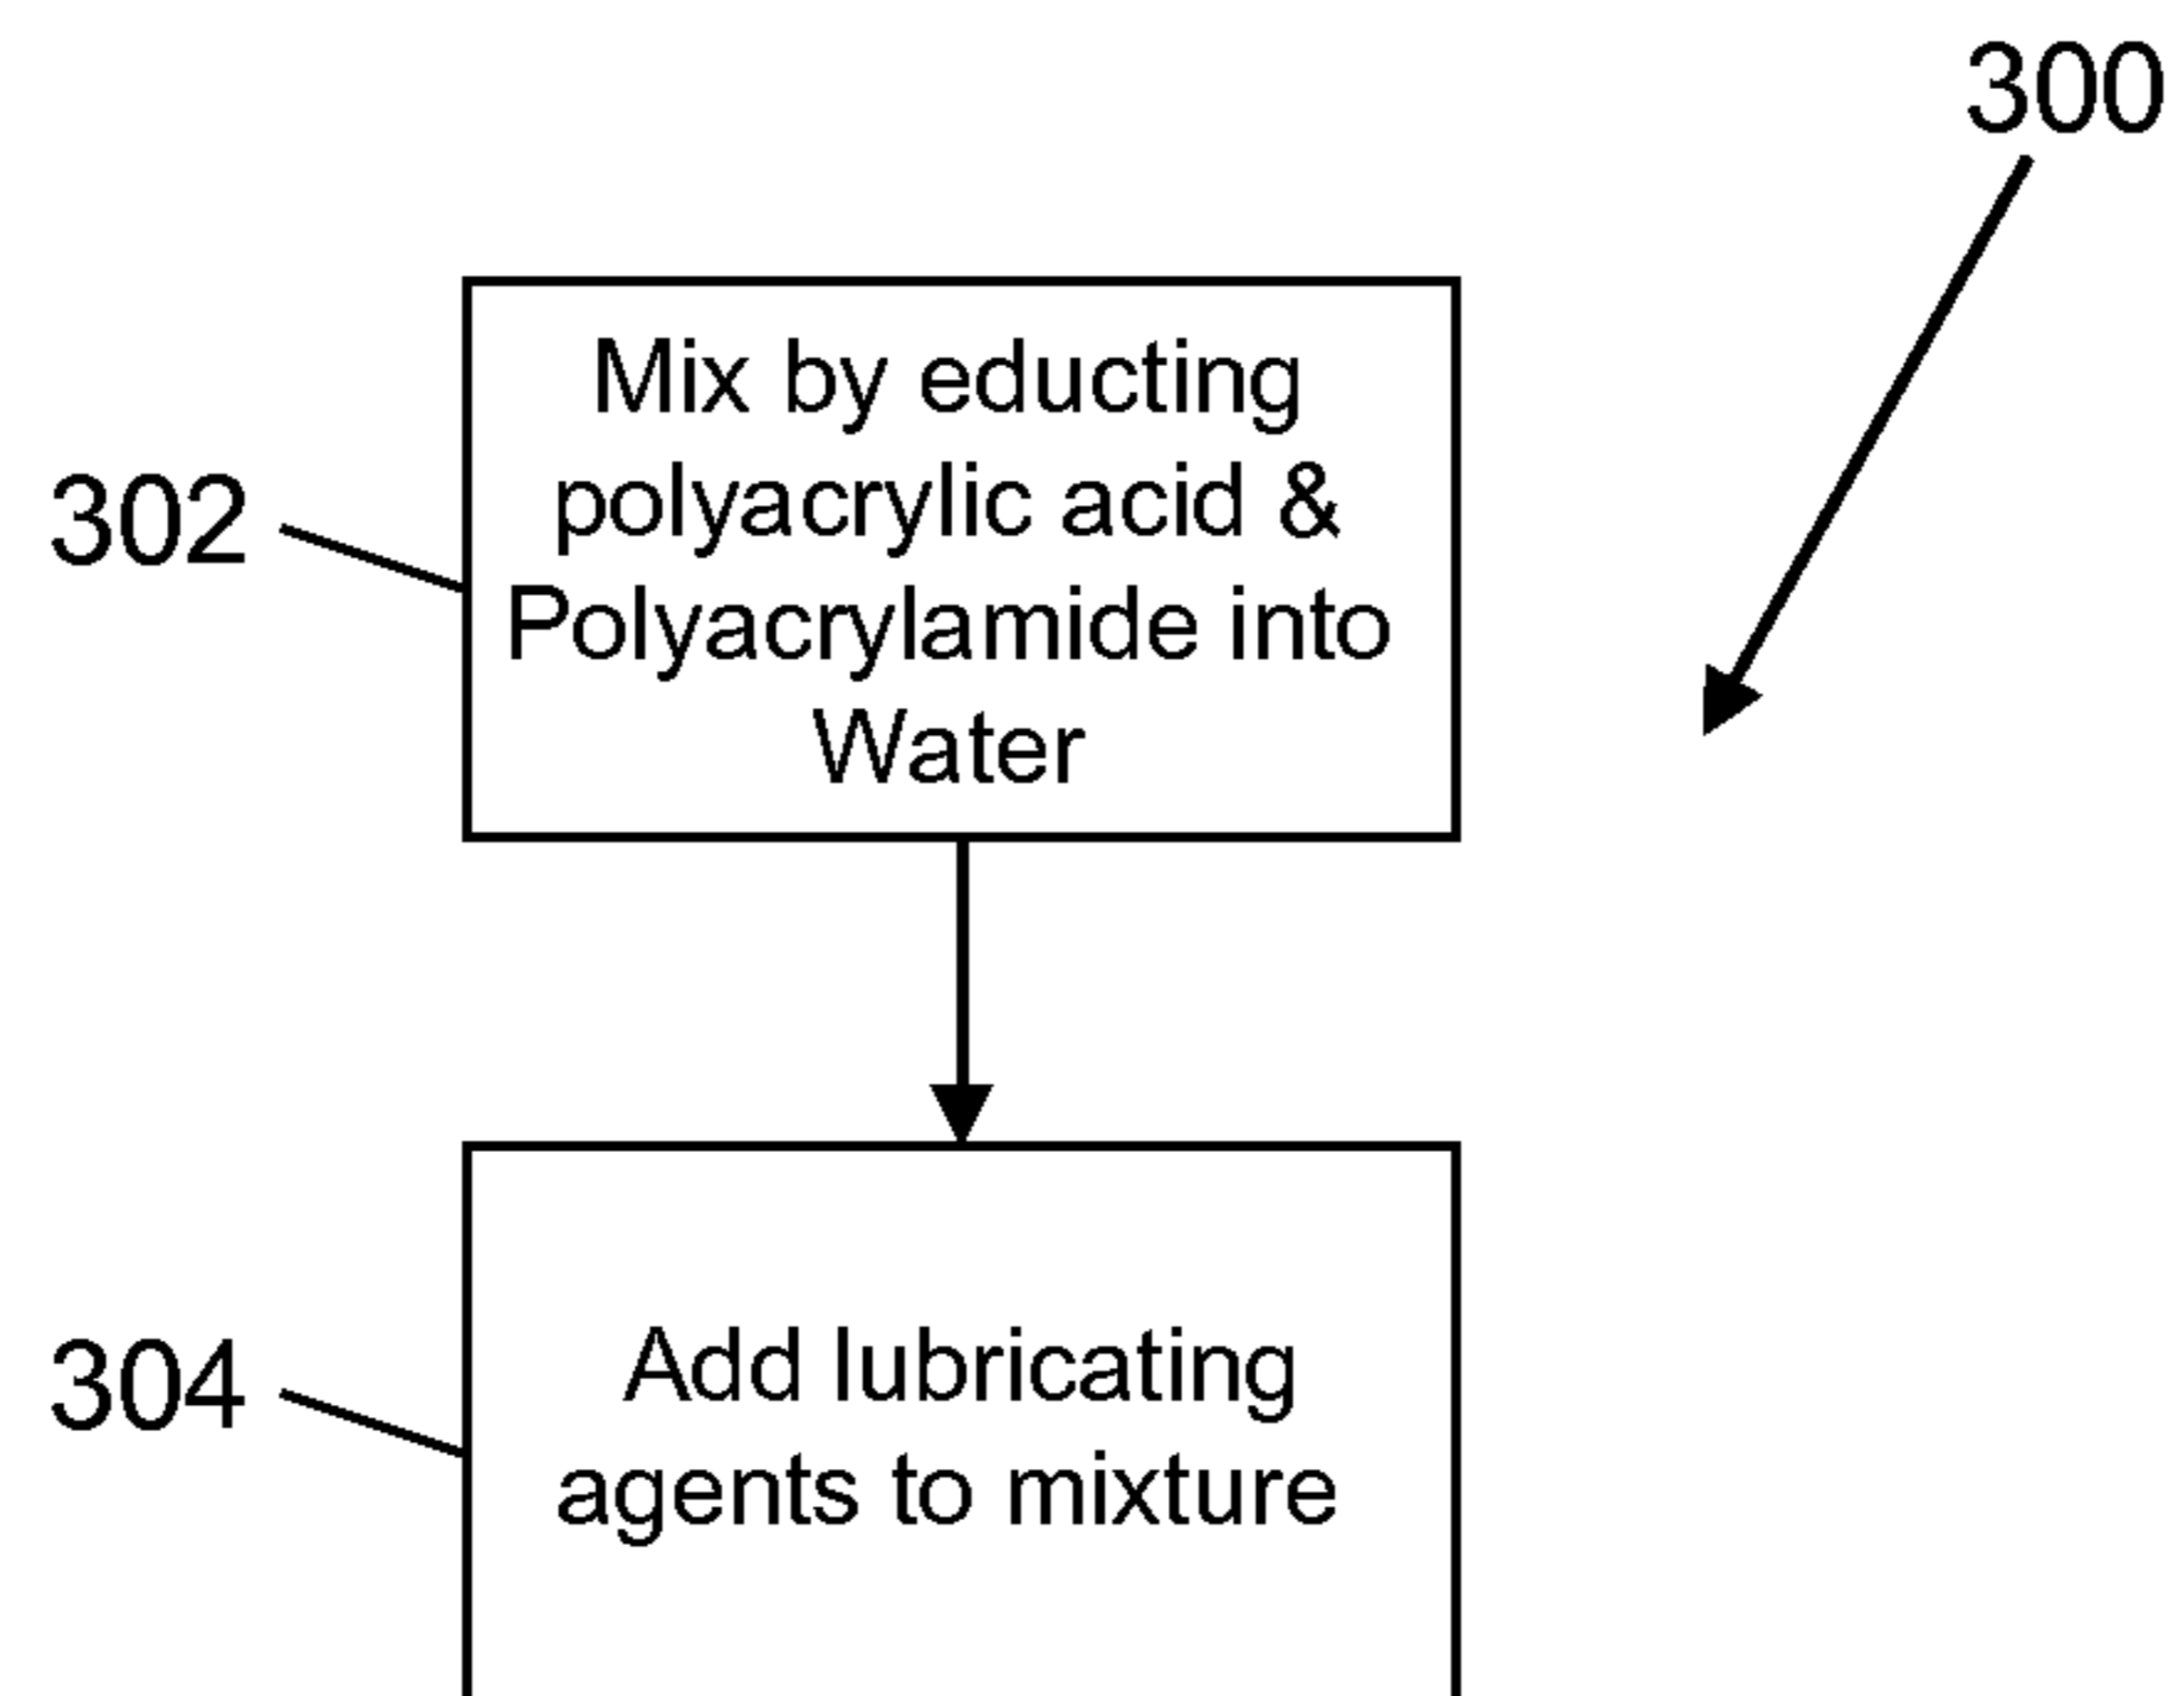 300
Mix by educting
polyacrylic acid &
302
Polyacrylamide into
Water
Add lubricating
304
agents to mixture